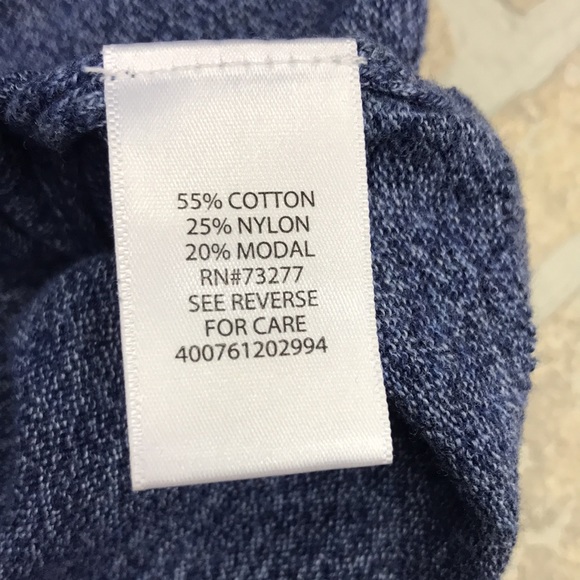 55% COTTON
25% NYLON
20% MODAL
RN#73277
SEE REVERSE
FOR CARE
400761202994